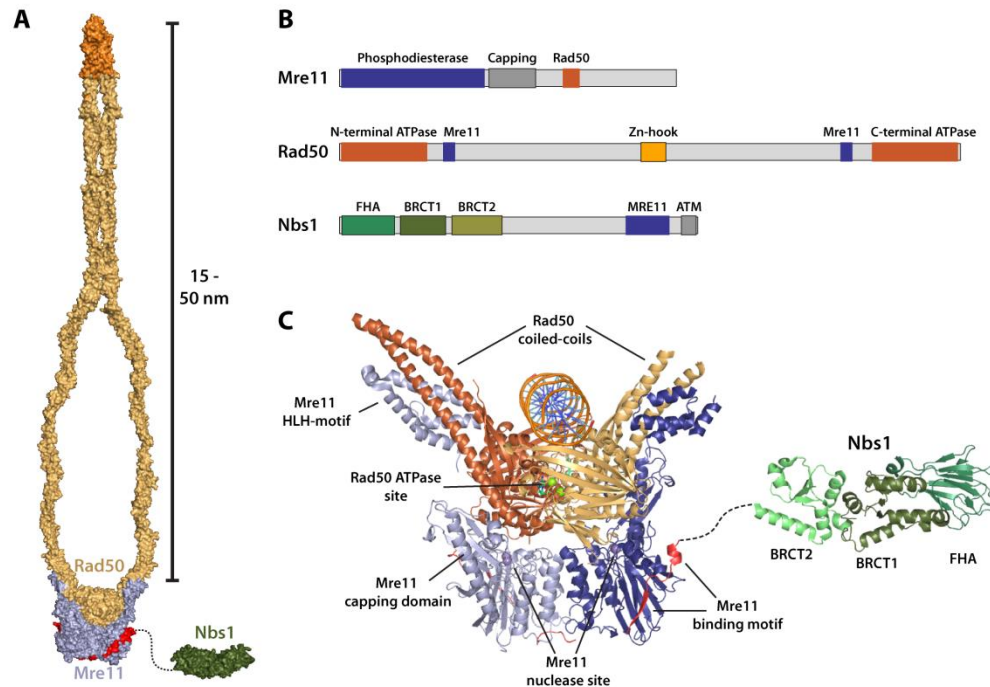 A
15 -
50 nm
Rad50
Mre11
Nbs1
B
Phosphodiesterase Capping Rad50
Mre11
N-terminal ATPase Mre11 Zn-hook Mre11 C-terminal ATPase
Rad50
FHA BRCT1 BRCT2 MRE11 ATM
Nbs1
C
Rad50
coiled-coils
Mre11
HLH-motif
Rad50 ATPase
site
Mre11
capping domain
Mre11
nuclease site
Mre11
binding motif
Nbs1
BRCT2 BRCT1 FHA